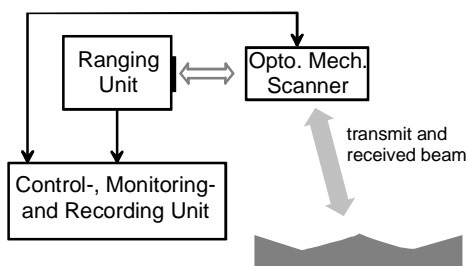 Ranging
Unit
Opto. Mech.
Scanner
transmit and
received beam
Control-, Monitoring-
and Recording Unit